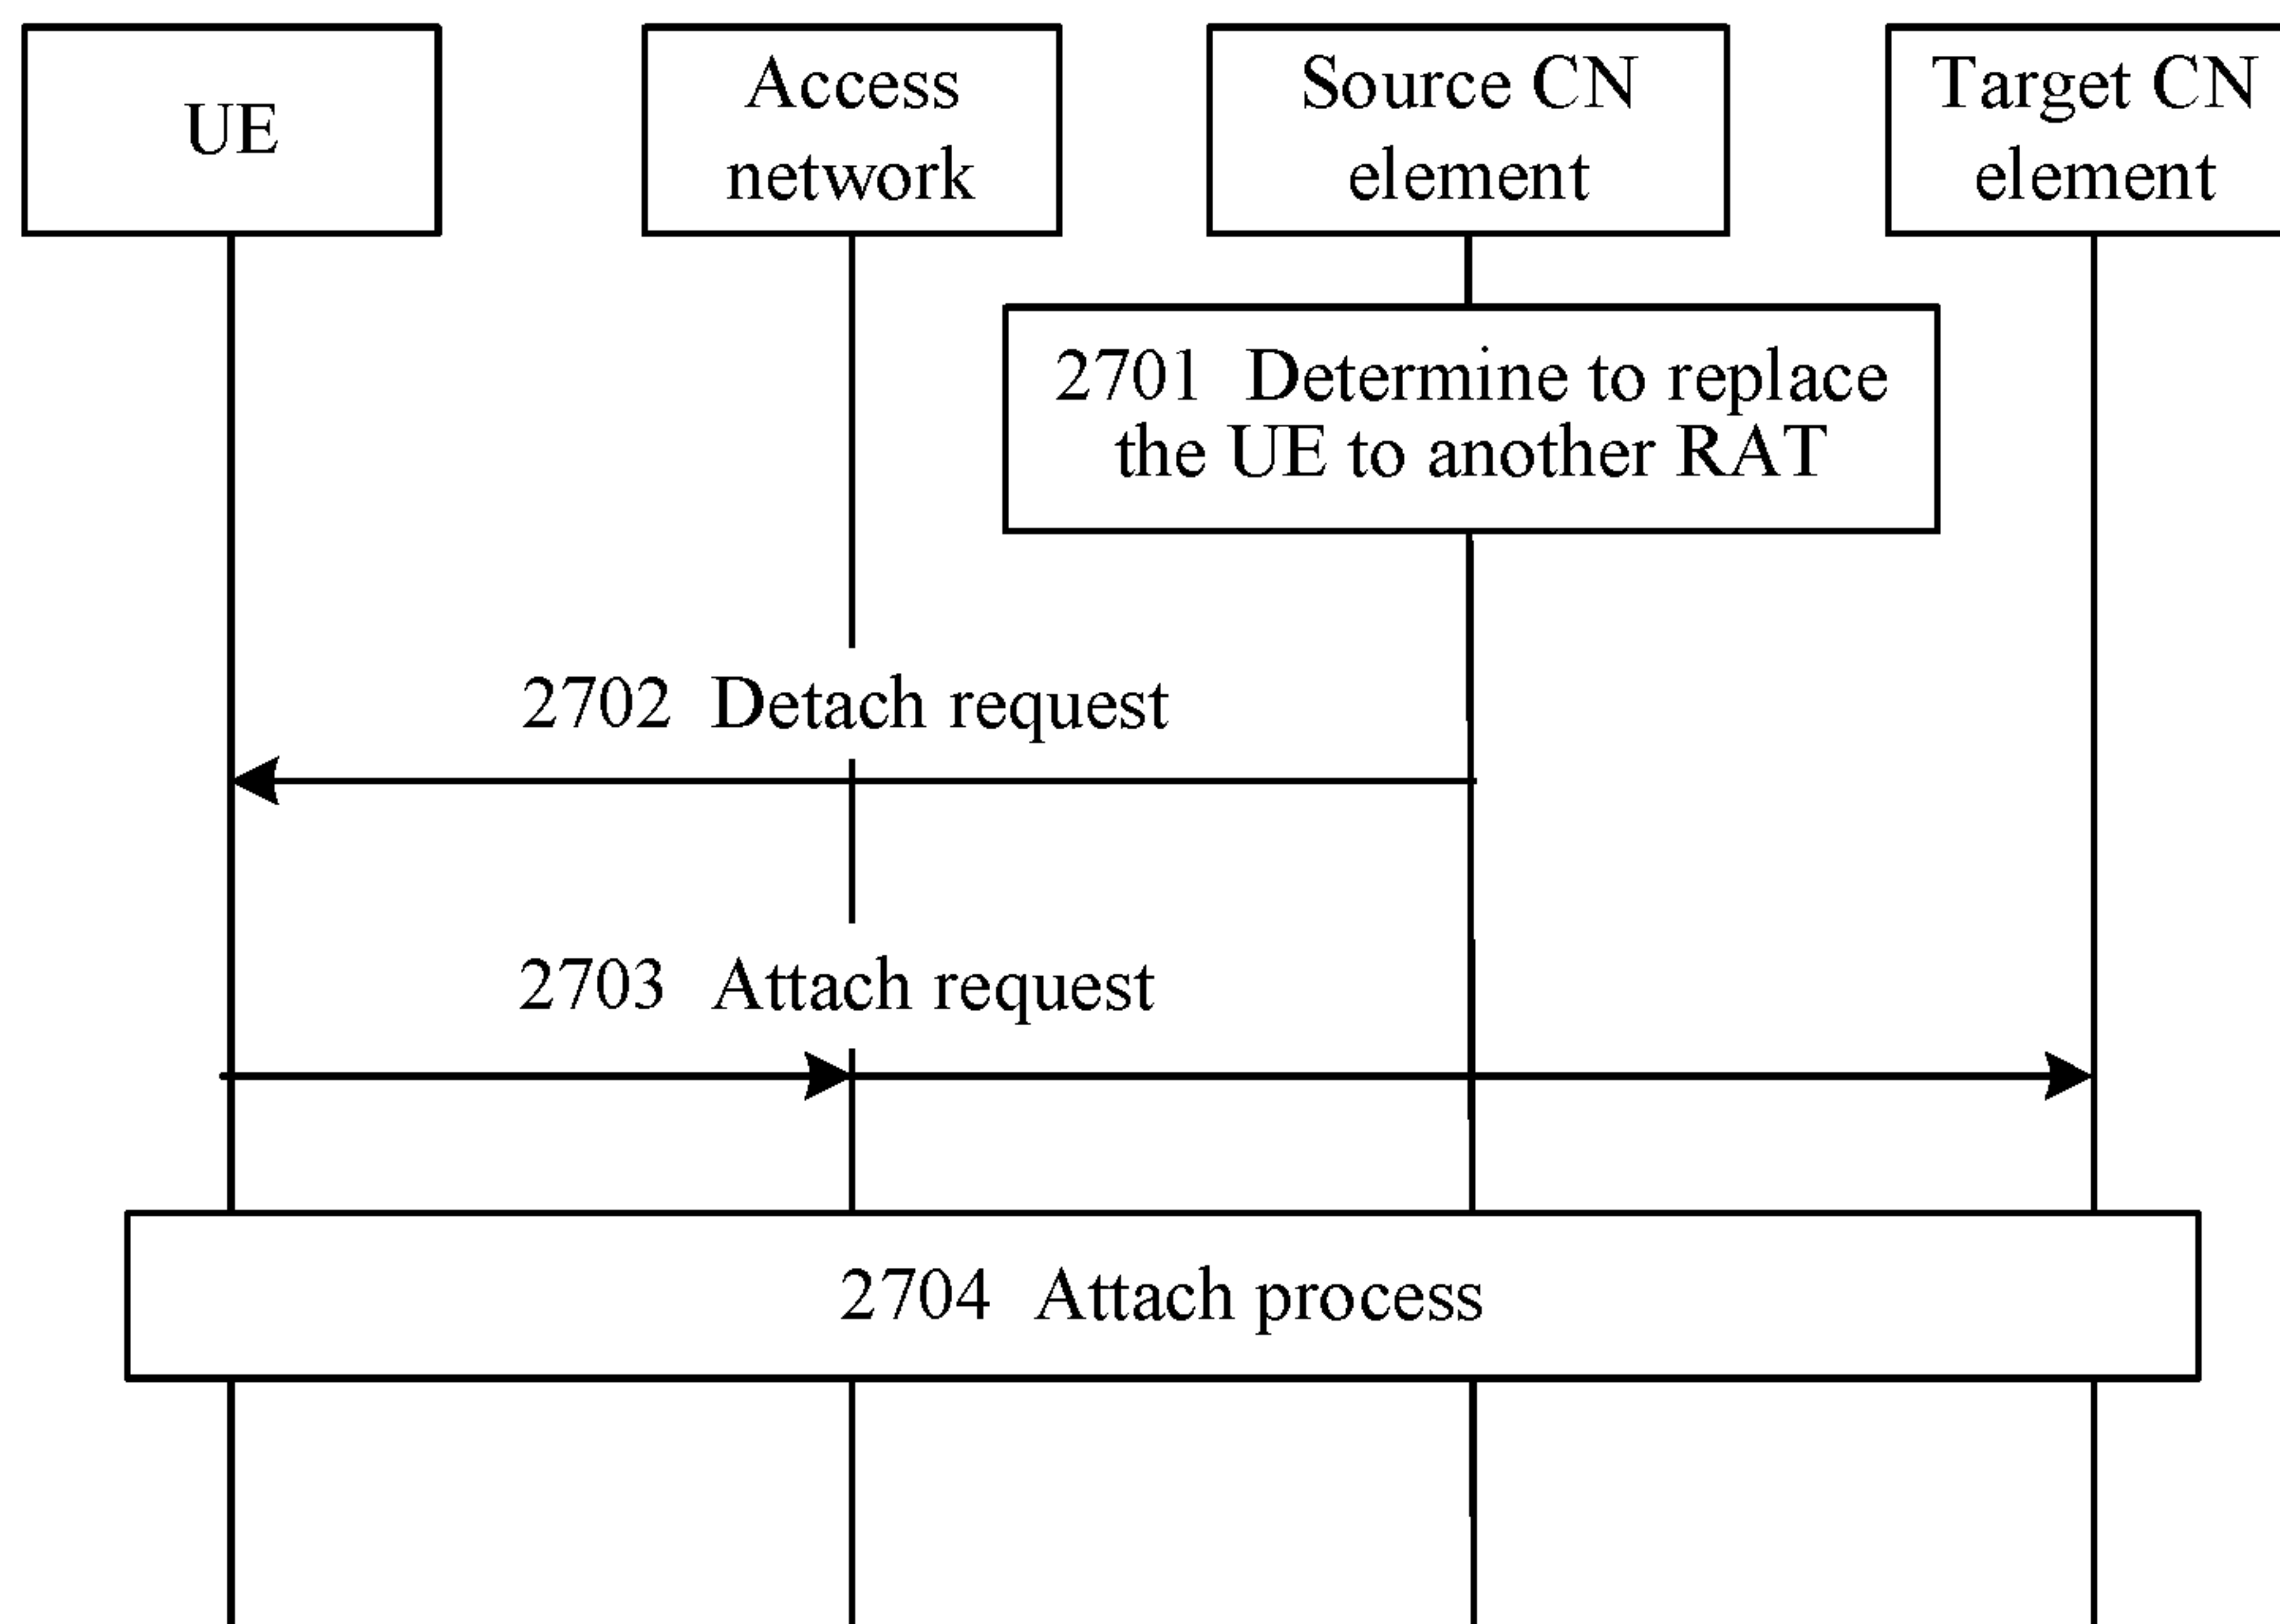 UE
Access
network
Source CN
element
Target CN
element
2701 Determine to replace
the UE to another RAT
2702 Detach request
2703 Attach request
2704 Attach process